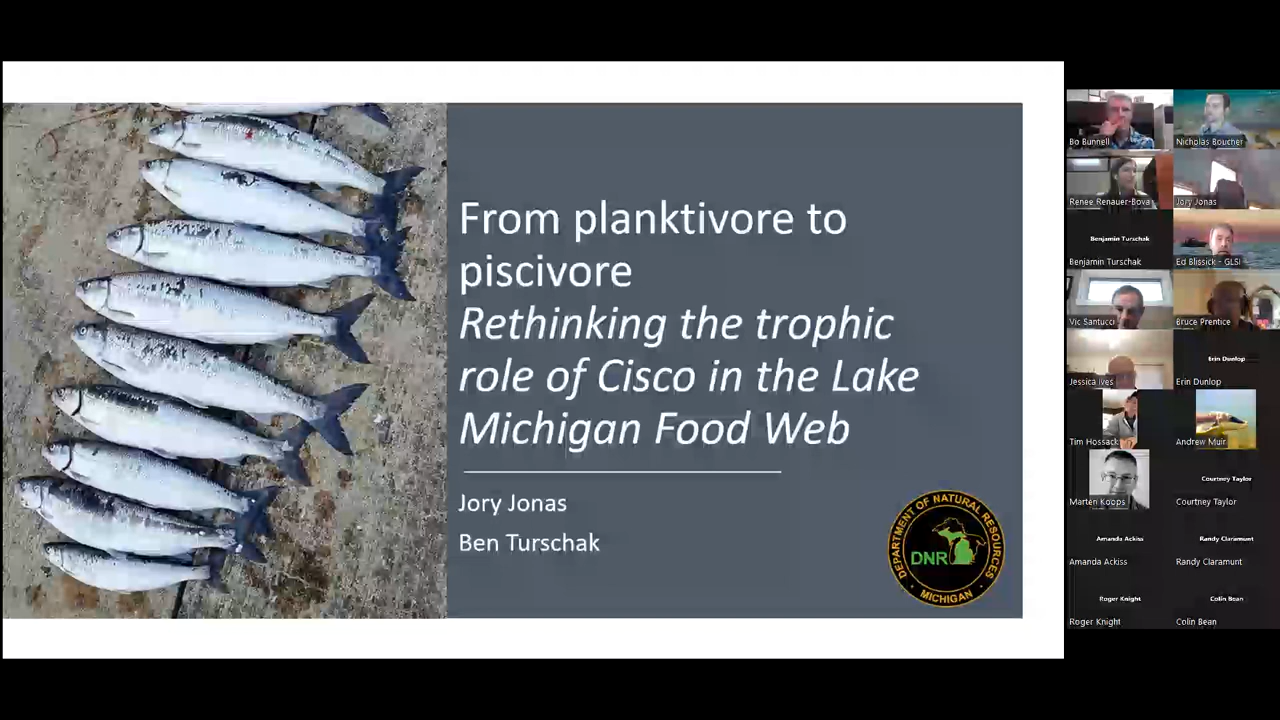 From planktivore to
piscivore
Rethinking the trophic
role of Cisco in the Lake
Michigan Food Web
Jory Jonas
Ben Turschak
DEPARTMENT OF NATURAL RESOURCES
DNR
MICHIGAN
Bo Bunnell
Nicholas Boucher
Renee Renauer-Bova
Jory Jonas
Benjamin Turschak
Benjamin Turschak
Ed Blissick - GLSI
Vic Santucci
Bruce Prentice
Jessica Ives
Erin Dunlop
Erin Dunlop
Tim Hossack
Andrew Muir
Marten Koops
Courtney Taylor
Courtney Taylor
Amanda Ackiss
Amanda Ackiss
Randy Claramunt
Randy Claramunt
Roger Knight
Roger Knight
Colin Bean
Colin Bean